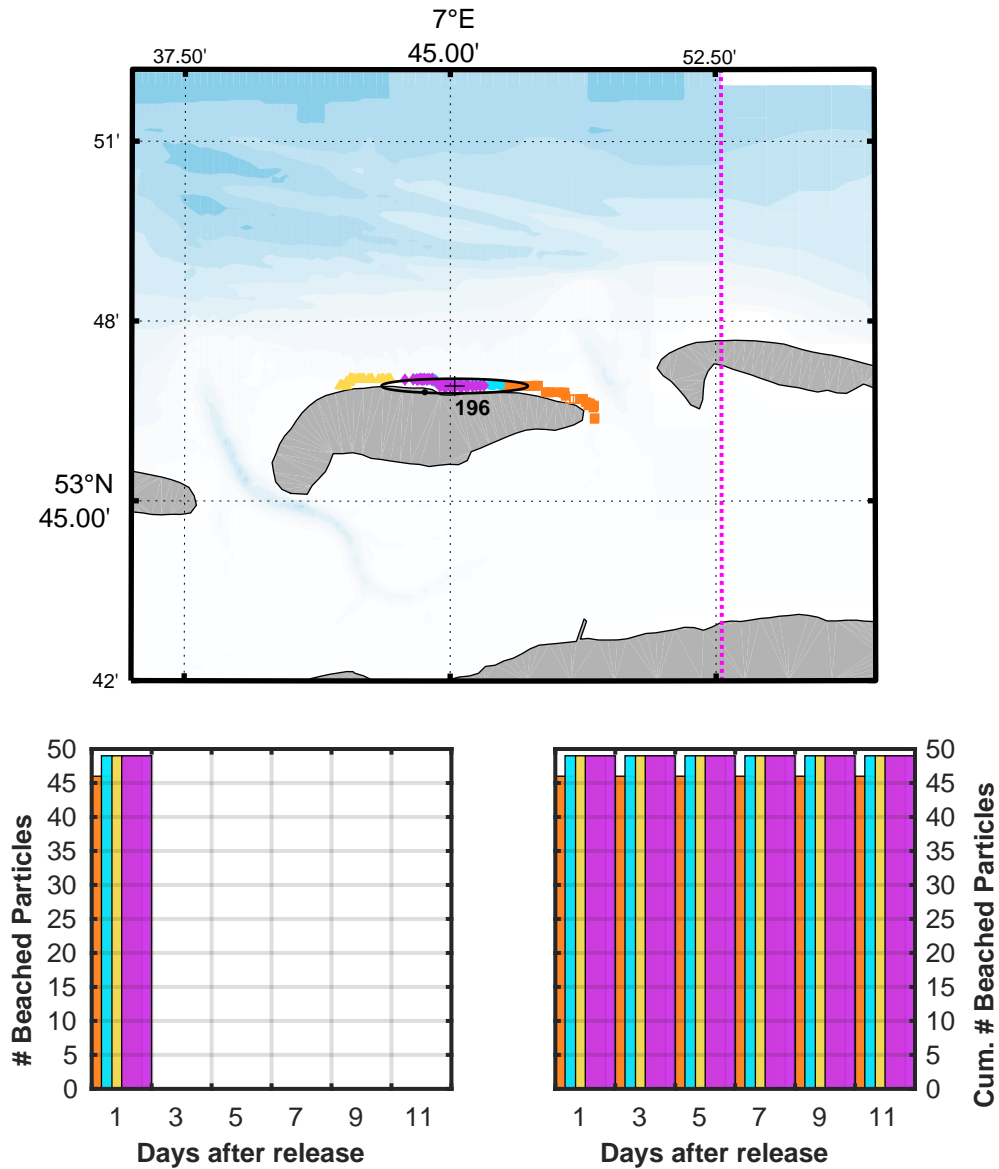 7°E
37.50' 45.00' 52.50'
51'
48'
196
53°N
45.00'
42'
50 50
45 45
40 40
35 35
30 30
25 25
20 20
15 15
10 10
5 5
0 0
# Beached Particles
Cum. # Beached Particles
1 3 5 7 9 11 1 3 5 7 9 11
Days after release Days after release